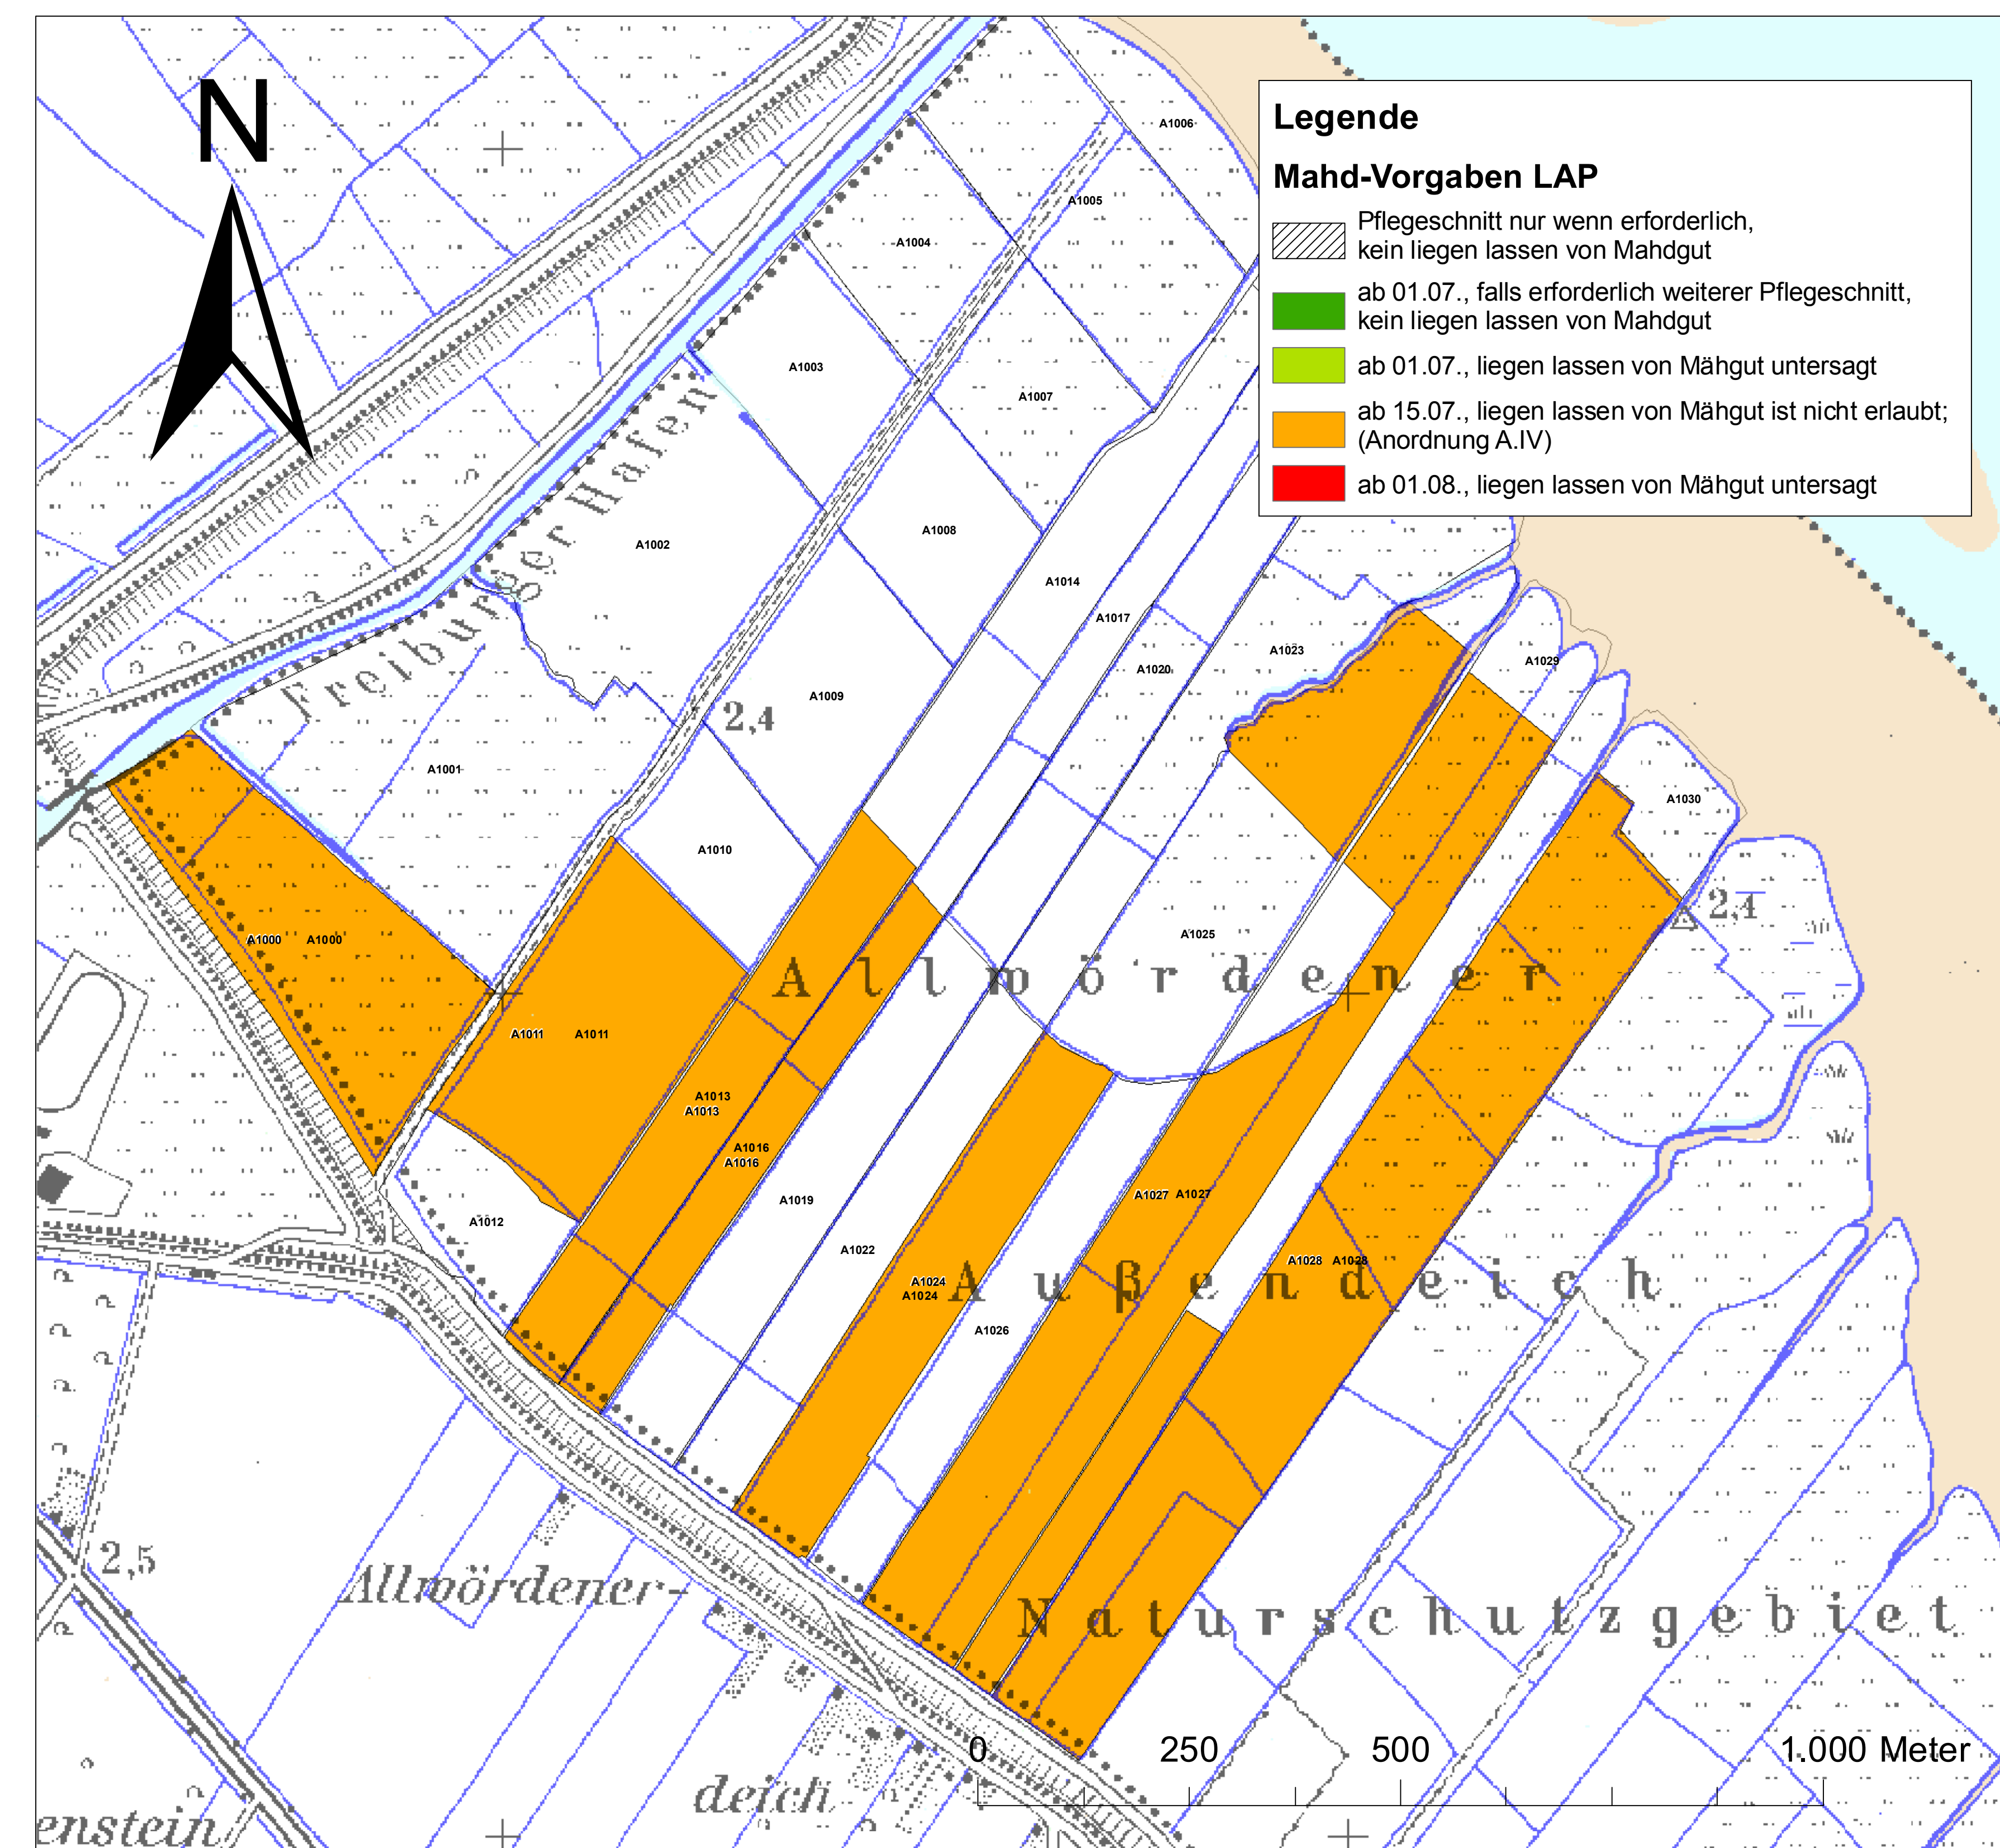 N
Legende
Mahd-Vorgaben LAP
Pflegeschnitt nur wenn erforderlich,
kein liegen lassen von Mahdgut
ab 01.07., falls erforderlich weiterer Pflegeschnitt,
kein liegen lassen von Mahdgut
ab 01.07., liegen lassen von Mähgut untersagt
ab 15.07., liegen lassen von Mähgut ist nicht erlaubt;
(Anordnung A.IV)
ab 01.08., liegen lassen von Mähgut untersagt
A1006
A1005
A1004
A1003
A1007
Freiburger Hafen
A1002
A1008
A1014
A1017
A1020
A1023
A1029
A1009
2,4
A1001
A1030
A1010
2,4
A1000 A1000
A1025
Allmördener
A1011 A1011
A1013
A1013
A1016
A1016
A1019
A1027 A1027
A1012
A1022
A1028 A1028
A1024
A1024
Außendeich
A1026
2,5
Allmördener-
Naturschutzgebiet
0 250 500 1.000 Meter
deich
enstein